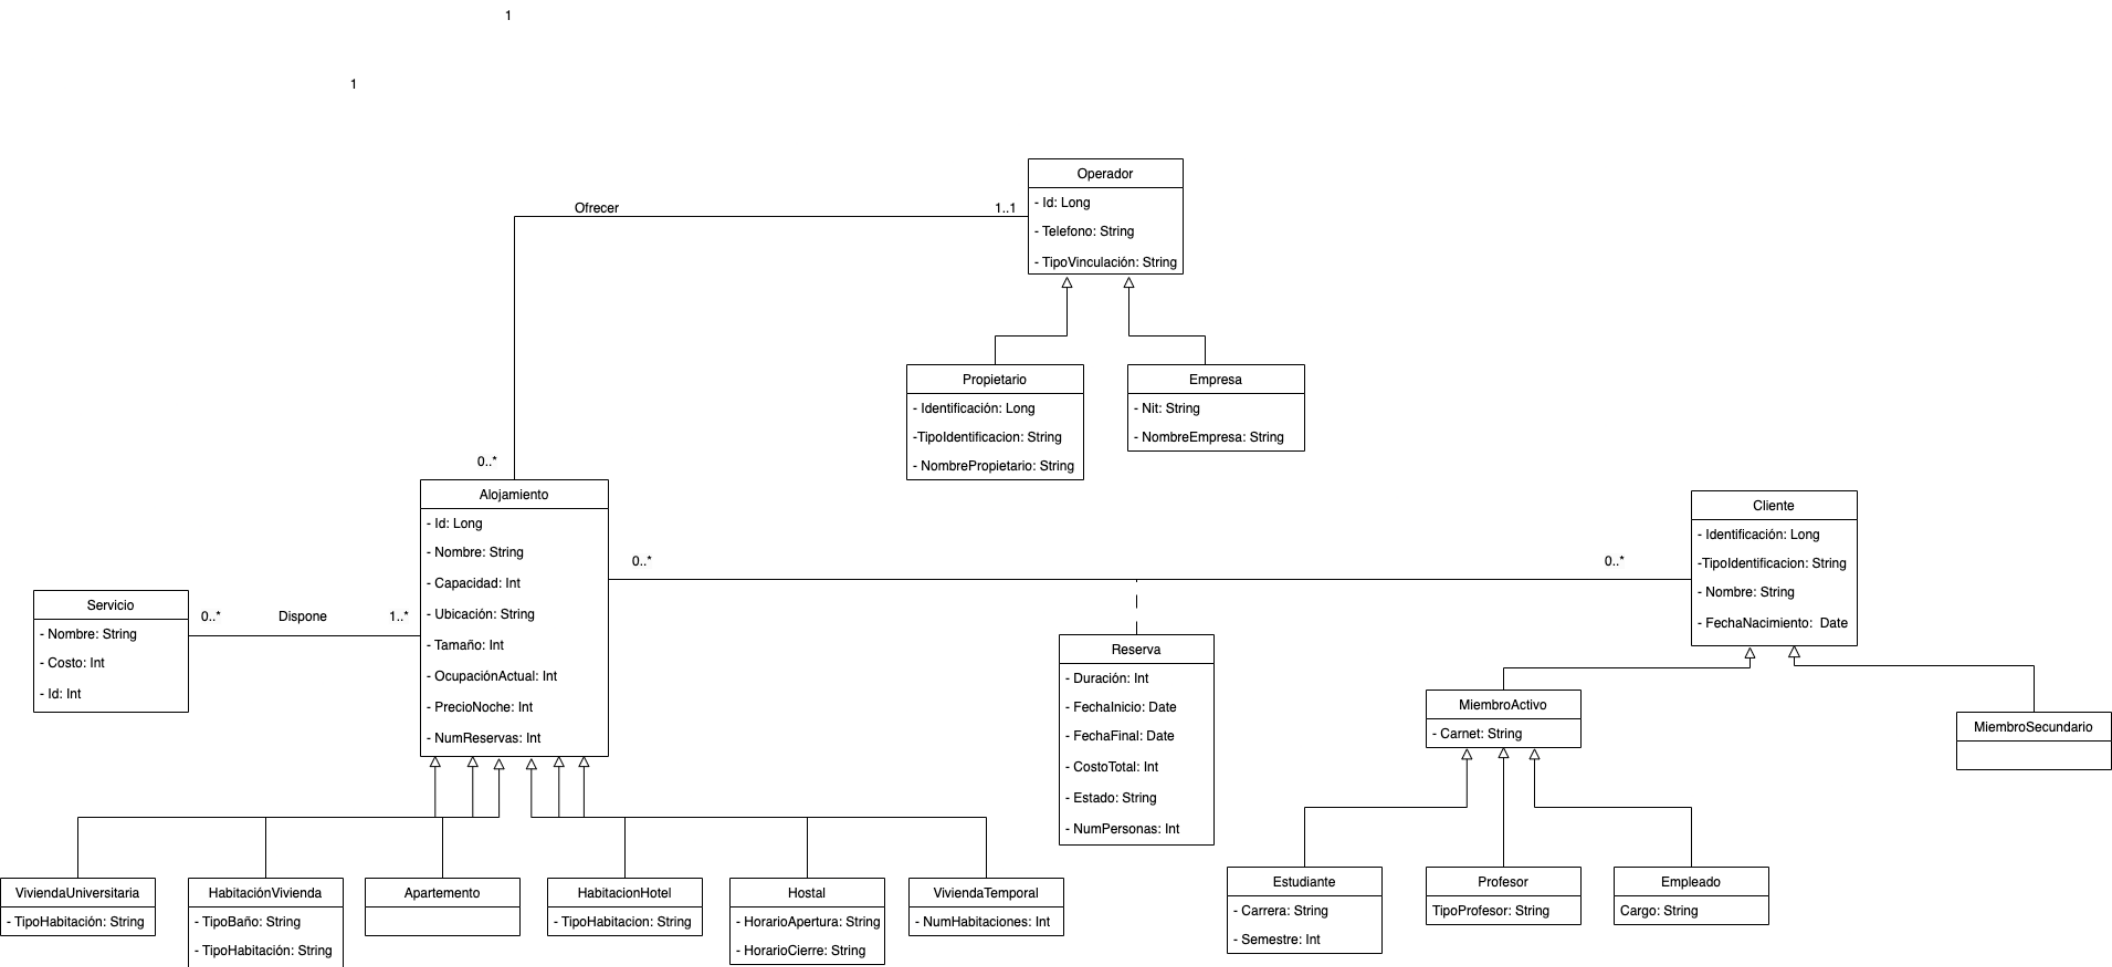 1
1
Operador
- Id: Long
- Telefono: String
- TipoVinculación: String
Ofrecer
1..1
Propietario
- Identificación: Long
-TipoIdentificacion: String
- NombrePropietario: String
Empresa
- Nit: String
- NombreEmpresa: String
0..*
Alojamiento
- Id: Long
- Nombre: String
- Capacidad: Int
- Ubicación: String
- Tamaño: Int
- OcupaciónActual: Int
- PrecioNoche: Int
- NumReservas: Int
0..*
0..*
Cliente
- Identificación: Long
-TipoIdentificacion: String
- Nombre: String
- FechaNacimiento: Date
Servicio
- Nombre: String
- Costo: Int
- Id: Int
0..*
Dispone
1..*
Reserva
- Duración: Int
- FechaInicio: Date
- FechaFinal: Date
- CostoTotal: Int
- Estado: String
- NumPersonas: Int
MiembroActivo
- Carnet: String
MiembroSecundario
ViviendaUniversitaria
- TipoHabitación: String
HabitaciónVivienda
- TipoBaño: String
- TipoHabitación: String
Apartemento
HabitacionHotel
- TipoHabitacion: String
Hostal
- HorarioApertura: String
- HorarioCierre: String
ViviendaTemporal
- NumHabitaciones: Int
Estudiante
- Carrera: String
- Semestre: Int
Profesor
TipoProfesor: String
Empleado
Cargo: String